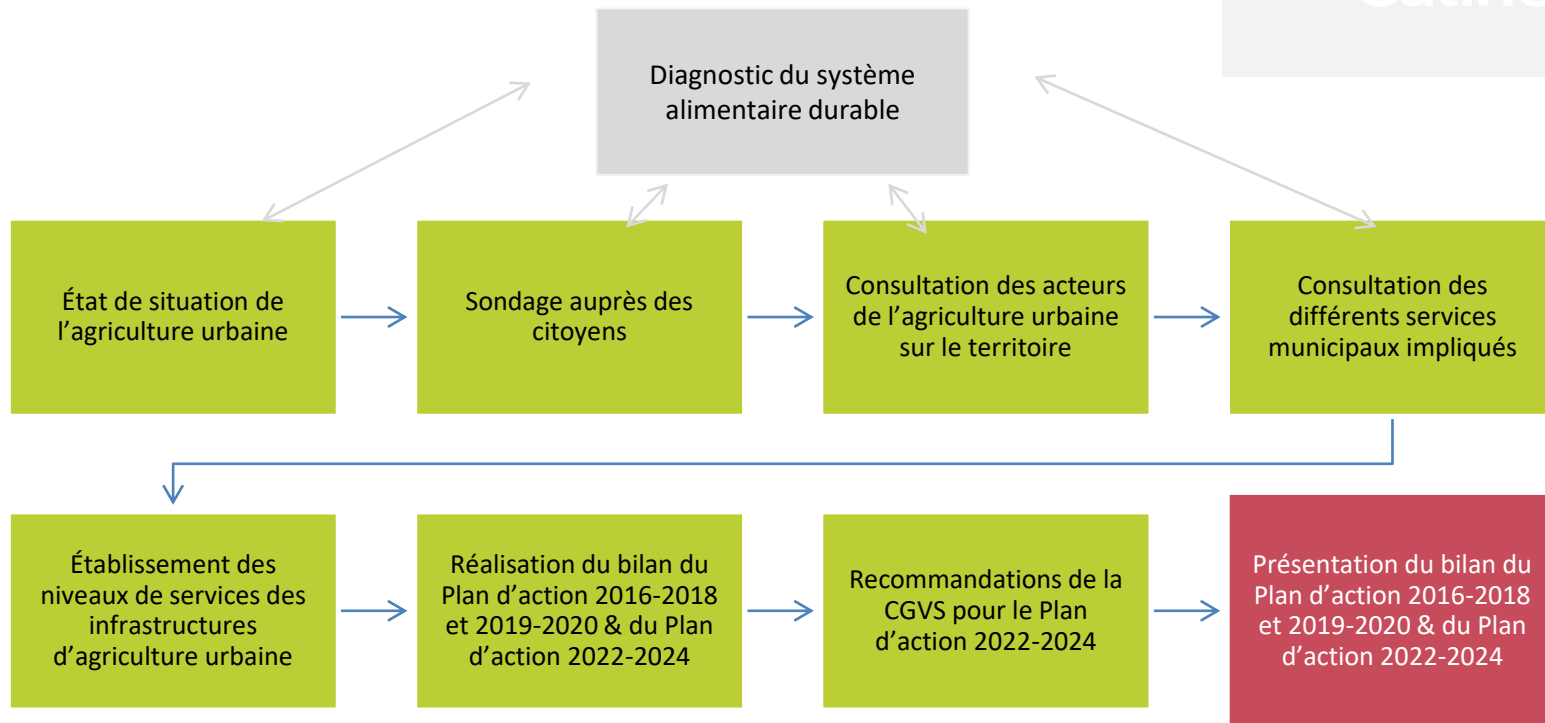 Diagnostic du système
alimentaire durable
État de situation de
l’agriculture urbaine
Sondage auprès des
citoyens
Consultation des acteurs
de l’agriculture urbaine
sur le territoire
Consultation des
différents services
municipaux impliqués
Établissement des
niveaux de services des
infrastructures
d’agriculture urbaine
Réalisation du bilan du
Plan d’action 2016-2018
et 2019-2020 & du Plan
d’action 2022-2024
Recommandations de la
CGVS pour le Plan
d’action 2022-2024
Présentation du bilan du
Plan d’action 2016-2018
et 2019-2020 & du Plan
d’action 2022-2024